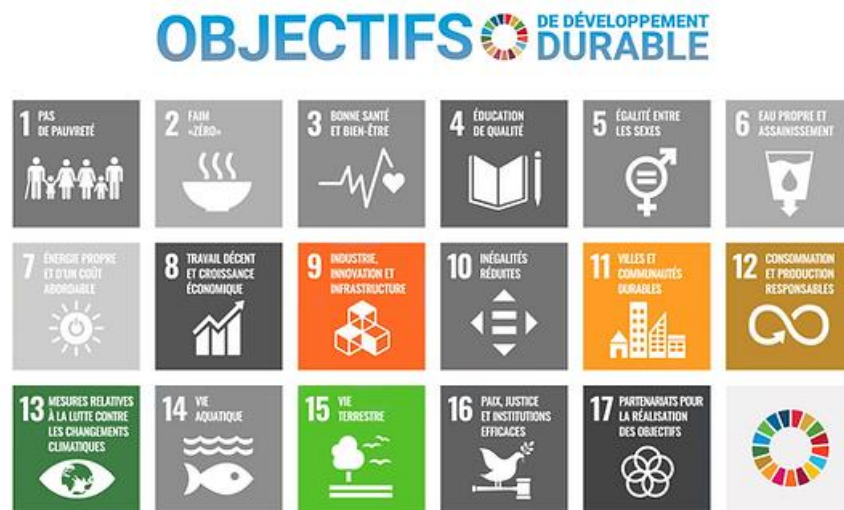 OBJECTIFS DE DÉVELOPPEMENT
DURABLE
1 PAS
DE PAUVRETÉ
2 FAIM
«ZÉRO»
3 BONNE SANTÉ
ET BIEN-ÊTRE
4 ÉDUCATION
DE QUALITÉ
5 ÉGALITÉ ENTRE
LES SEXES
6 EAU PROPRE ET
ASSAINISSEMENT
7 ÉNERGIE PROPRE
ET D'UN COÛT
ABORDABLE
8 TRAVAIL DÉCENT
ET CROISSANCE
ÉCONOMIQUE
9 INDUSTRIE,
INNOVATION ET
INFRASTRUCTURE
10 INÉGALITÉS
RÉDUITES
11 VILLES ET
COMMUNAUTÉS
DURABLES
12 CONSOMMATION
ET PRODUCTION
RESPONSABLES
13 MESURES RELATIVES
À LA LUTTE CONTRE
LES CHANGEMENTS
CLIMATIQUES
14 VIE
AQUATIQUE
15 VIE
TERRESTRE
16 PAIX, JUSTICE
ET INSTITUTIONS
EFFICACES
17 PARTENARIATS POUR
LA RÉALISATION
DES OBJECTIFS